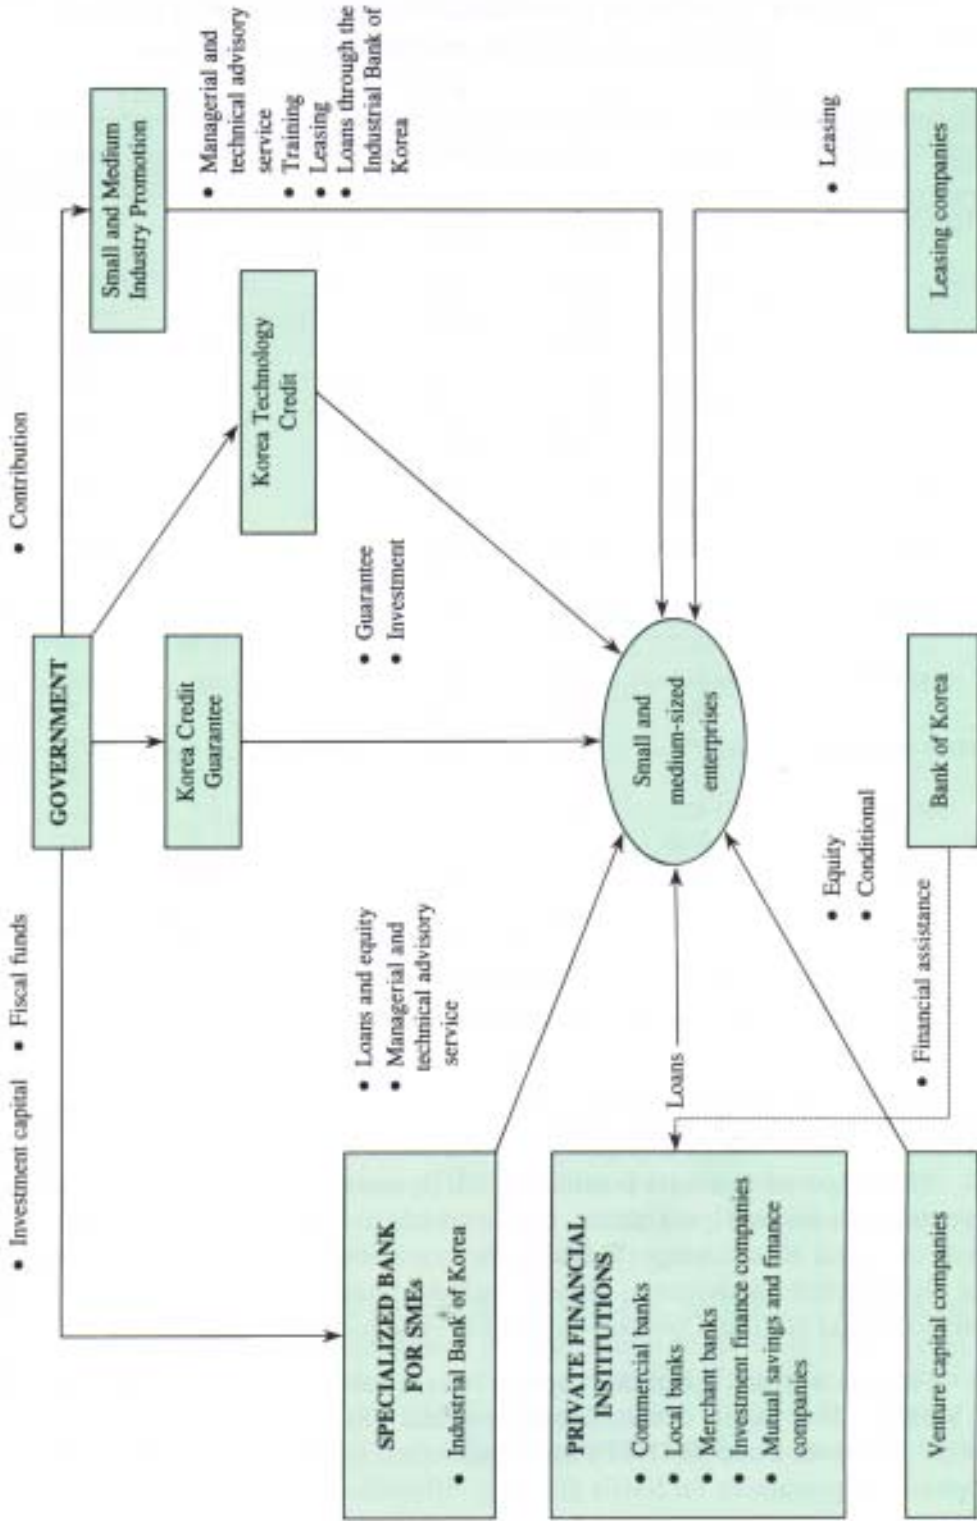 • Investment capital • Fiscal funds
• Contribution
GOVERNMENT
Small and Medium
Industry Promotion
Korea Credit
Guarantee
Korea Technology
Credit
• Managerial and
technical advisory
service
• Training
• Leasing
• Loans through the
Industrial Bank of
Korea
SPECIALIZED BANK
FOR SMEs
• Industrial Bank of Korea
• Loans and equity
• Managerial and
technical advisory
service
• Guarantee
• Investment
PRIVATE FINANCIAL
INSTITUTIONS
• Commercial banks
• Local banks
• Merchant banks
• Investment finance companies
• Mutual savings and finance
companies
Loans
Small and
medium-sized
enterprises
• Equity
• Conditional
• Leasing
• Financial assistance
Venture capital companies
Bank of Korea
Leasing companies